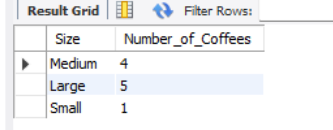 Result Grid Filter Rows:
Size Number_of_Coffees
Medium 4
Large 5
Small 1